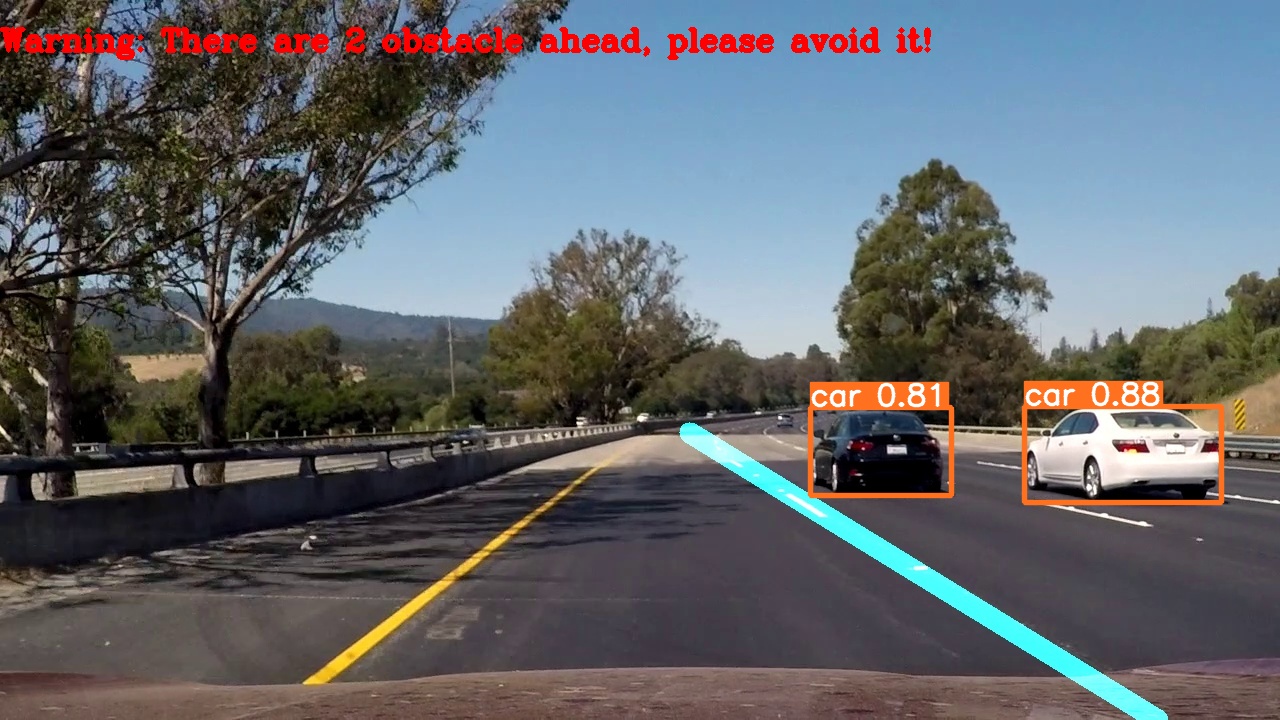 Warning: There are 2 obstacle ahead, please avoid it!
car 0.81
car 0.88